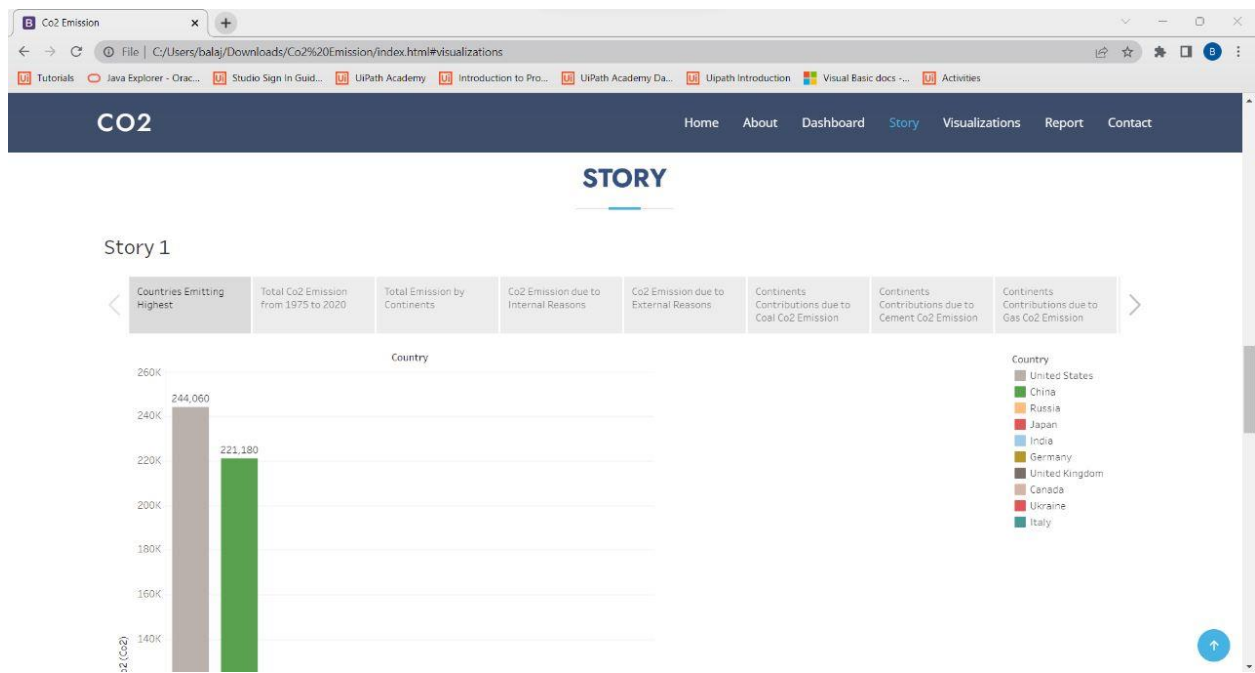 Co2 Emission
File | C:/Users/balaj/Downloads/Co2%20Emission/index.html#visualizations
B
Tutorials Java Explorer - Orac... Studio Sign In Guid... UiPath Academy Introduction to Pro... UiPath Academy Da... Uipath Introduction Visual Basic docs -... Activities
CO2 Home About Dashboard Story Visualizations Report Contact
STORY
Story 1
Countries Emitting
Highest
Total Co2 Emission
from 1975 to 2020
Total Emission by
Continents
Co2 Emission due to
Internal Reasons
Co2 Emission due to
External Reasons
Continents
Contributions due to
Coal Co2 Emission
Continents
Contributions due to
Cement Co2 Emission
Continents
Contributions due to
Gas Co2 Emission
Country
260K
244,060
240K
221,180
220K
200K
180K
160K
140K
(Co2)
Country
United States
China
Russia
Japan
India
Germany
United Kingdom
Canada
Ukraine
Italy